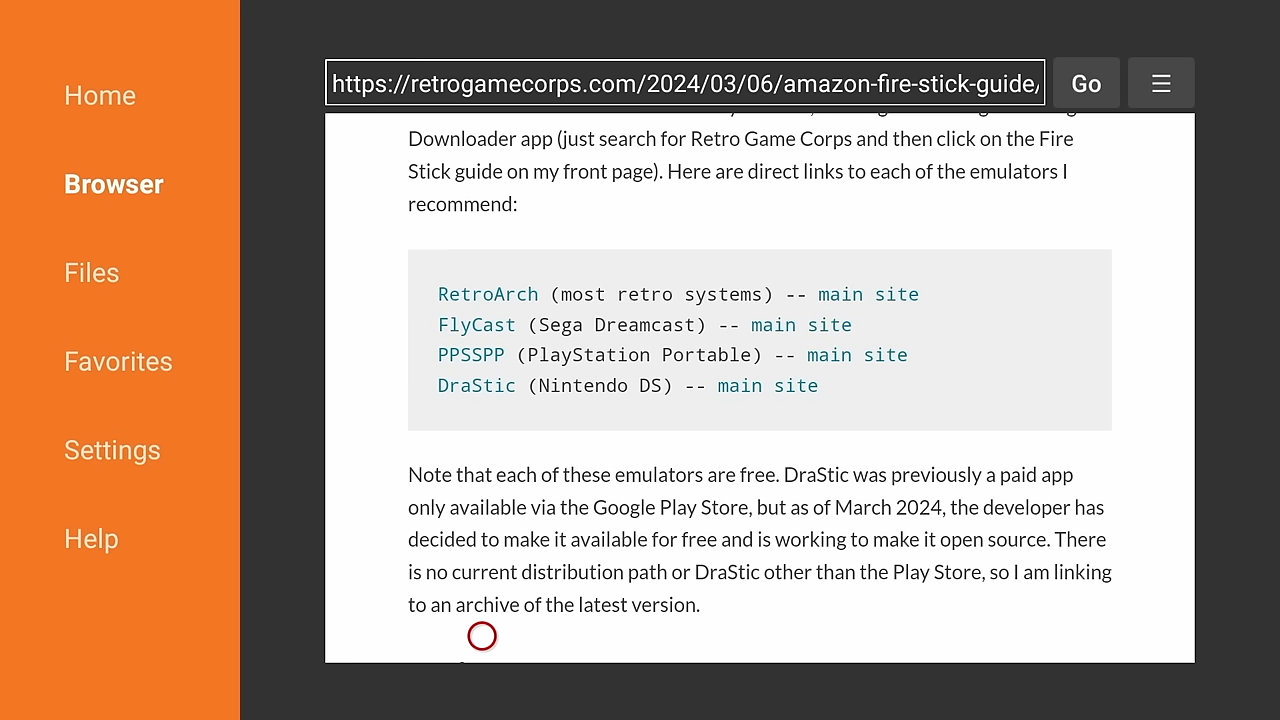 Home
Browser
Files
Favorites
Settings
Help
https://retrogamecorps.com/2024/03/06/amazon-fire-stick-guide/
Go
☰
Downloader app (just search for Retro Game Corps and then click on the Fire
Stick guide on my front page). Here are direct links to each of the emulators I
recommend:
RetroArch (most retro systems) -- main site
FlyCast (Sega Dreamcast) -- main site
PPSSPP (PlayStation Portable) -- main site
DraStic (Nintendo DS) -- main site
Note that each of these emulators are free. DraStic was previously a paid app
only available via the Google Play Store, but as of March 2024, the developer has
decided to make it available for free and is working to make it open source. There
is no current distribution path or DraStic other than the Play Store, so I am linking
to an archive of the latest version.